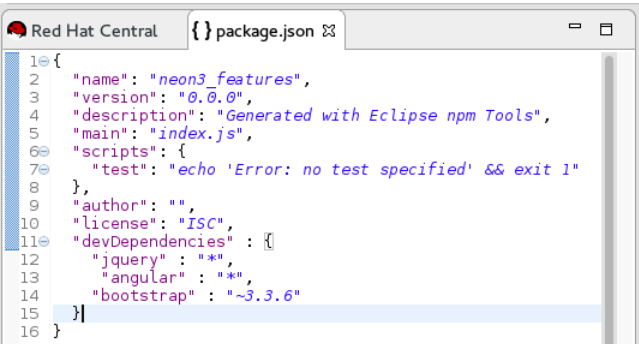 Red Hat Central
{ } package.json
1 {
2   "name": "neon3_features",
3   "version": "0.0.0",
4   "description": "Generated with Eclipse npm Tools",
5   "main": "index.js",
6   "scripts": {
7     "test": "echo 'Error: no test specified' && exit 1"
8   },
9   "author": "",
10   "license": "ISC",
11   "devDependencies" : {
12     "jquery" : "*",
13      "angular" : "*",
14     "bootstrap" : "~3.3.6"
15   }
16 }